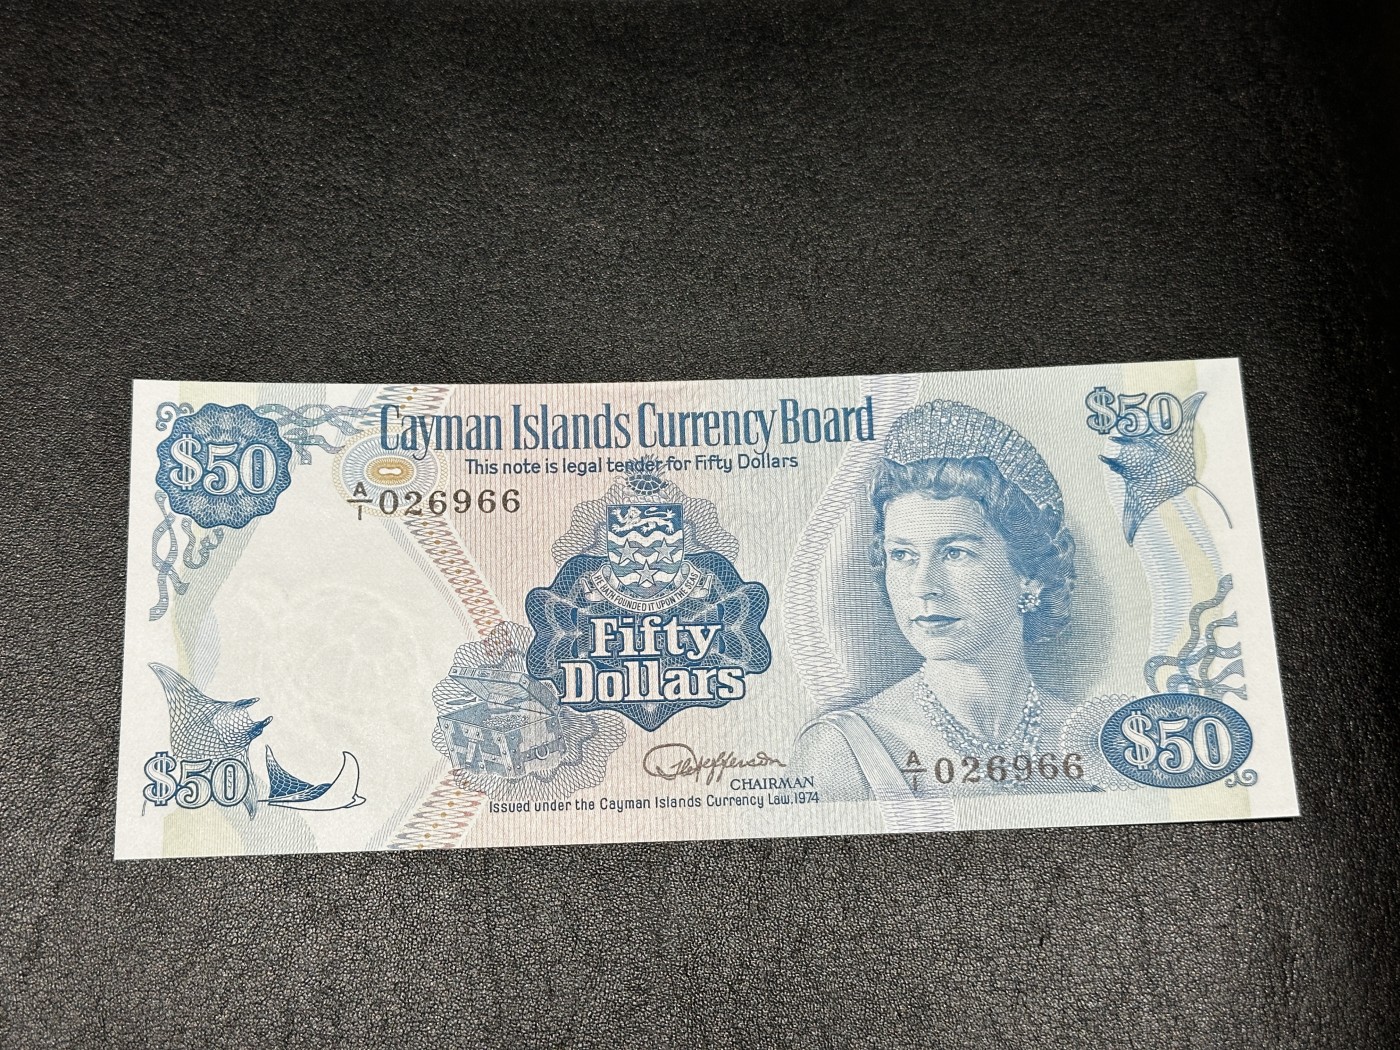 $50
Cayman Islands Currency Board
$50
This note is legal tender for Fifty Dollars
A/1 026966
HE HATH FOUNDED IT UPON THE SEAS
Fifty
Dollars
$50
CHAIRMAN
Issued under the Cayman Islands Currency Law, 1974
A/1 026966
$50